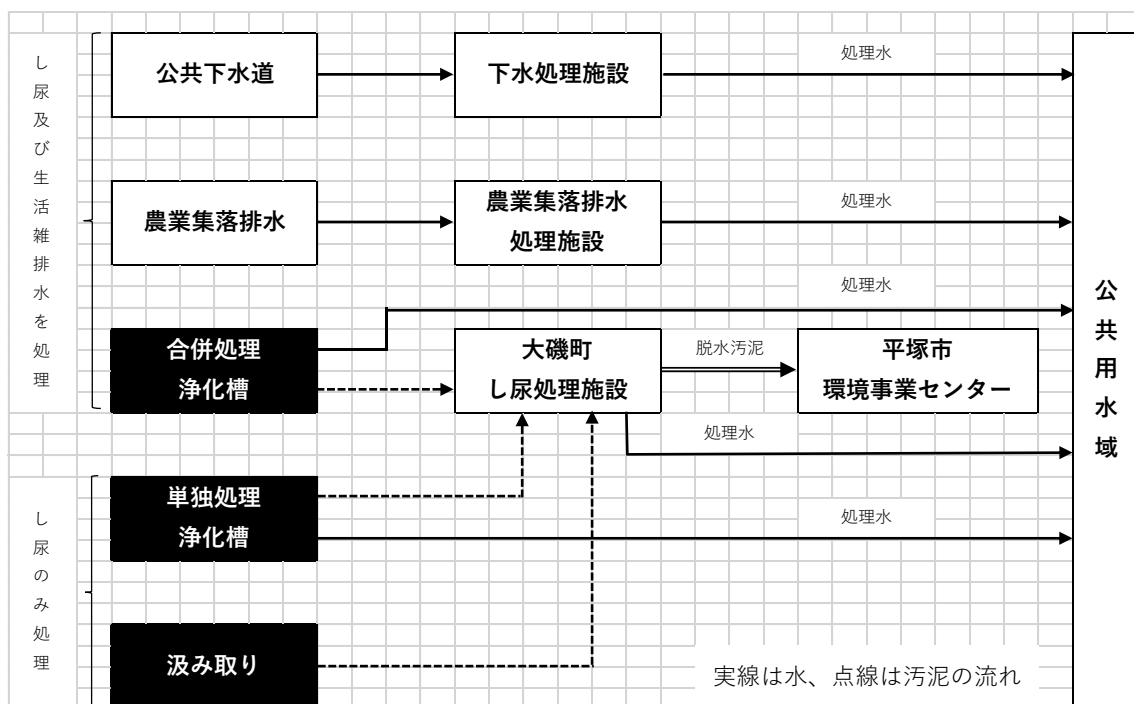 し尿及び生活雑排水を処理
公共下水道
下水処理施設
処理水
農業集落排水
農業集落排水
処理施設
処理水
処理水
合併処理
浄化槽
大磯町
し尿処理施設
脱水汚泥
平塚市
環境事業センター
処理水
し尿のみ処理
単独処理
浄化槽
処理水
汲み取り
公共用水域
実線は水、点線は汚泥の流れ